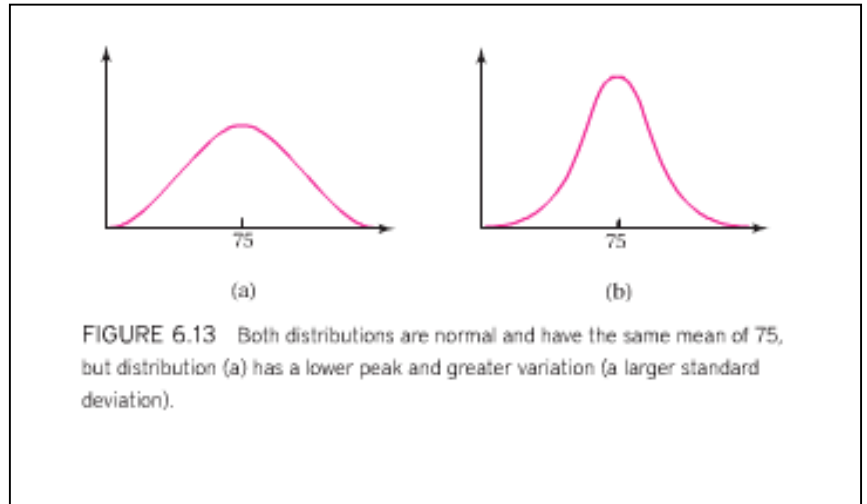 75
75
(a)
(b)
FIGURE 6.13 Both distributions are normal and have the same mean of 75,
but distribution (a) has a lower peak and greater variation (a larger standard
deviation).